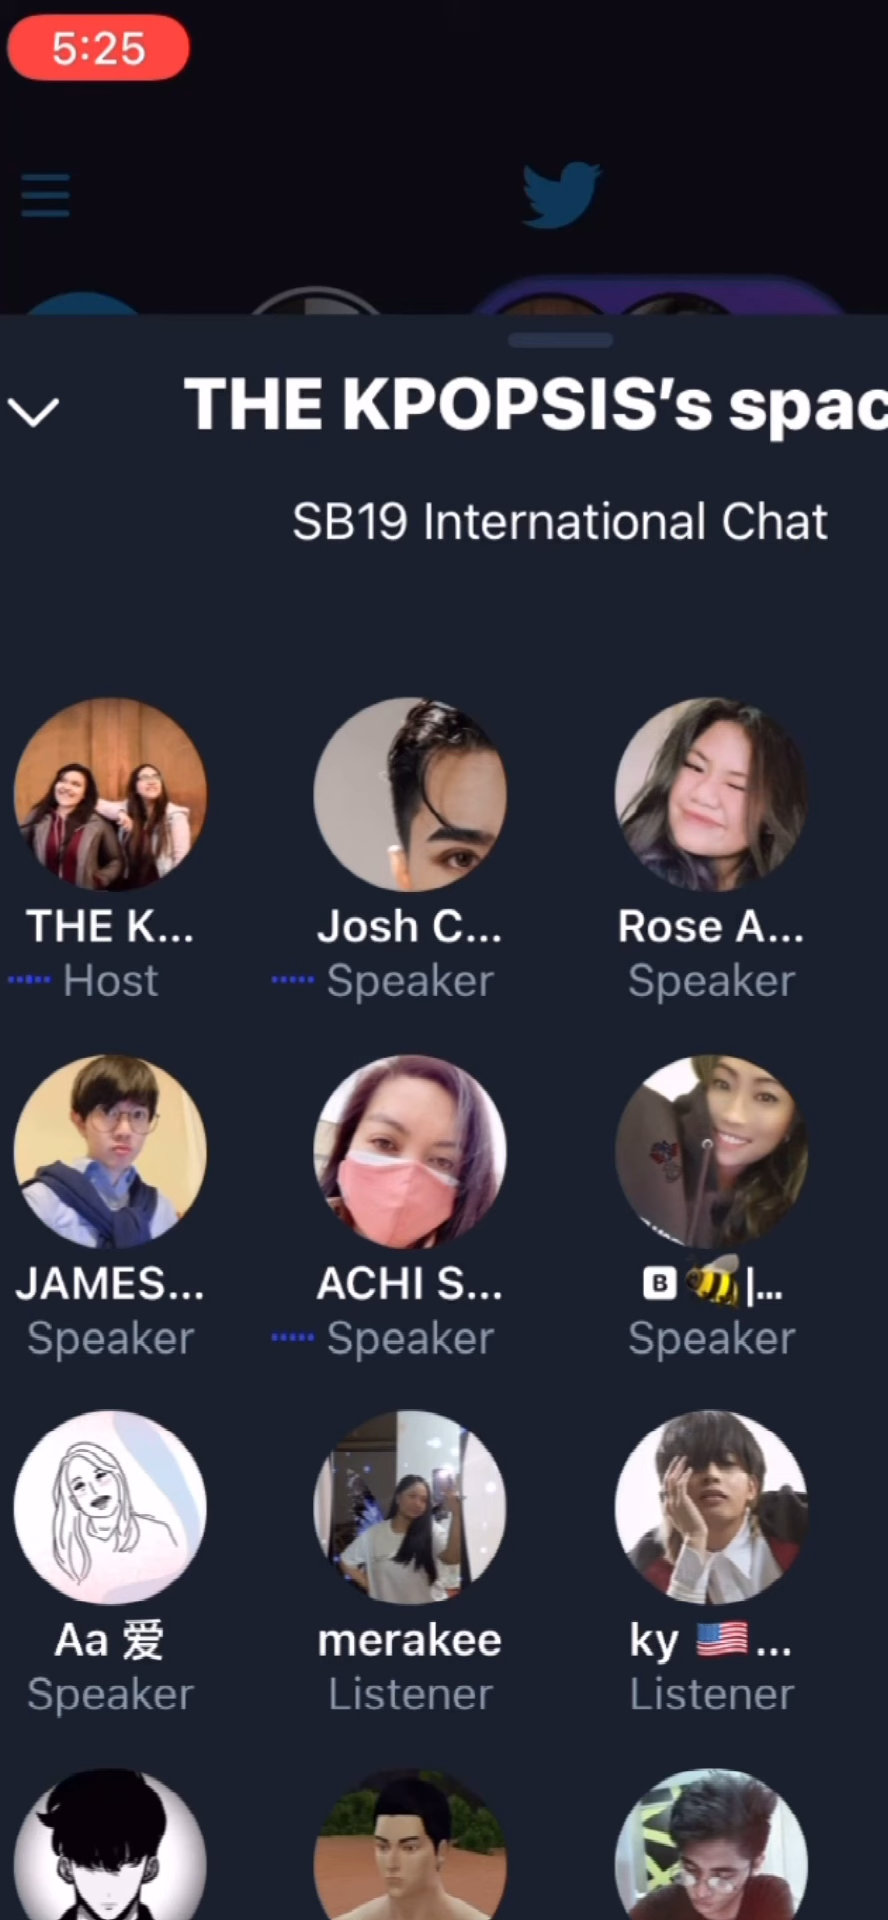 5:25
THE KPOPSIS's spac
SB19 International Chat
THE K... Josh C... Rose A...
Host Speaker Speaker
JAMES... ACHI S... 🅱🐝|...
Speaker Speaker Speaker
Aa 爱 merakee ky 🇺🇸...
Speaker Listener Listener